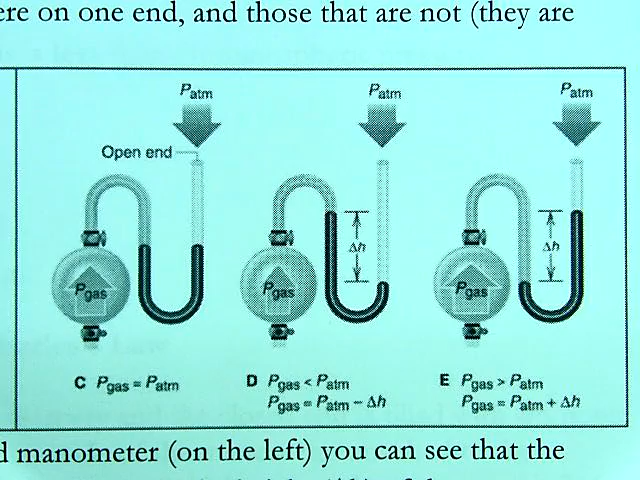 ere on one end, and those that are not (they are
Patm
Patm
Patm
Open end
Δh
Δh
Pgas
Pgas
Pgas
C Pgas = Patm
D Pgas < Patm
Pgas = Patm − Δh
E Pgas > Patm
Pgas = Patm + Δh
d manometer (on the left) you can see that the